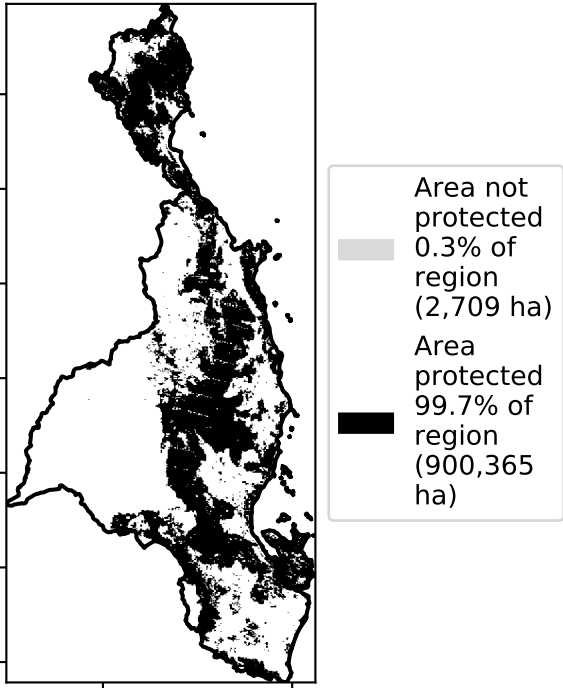 Area not
protected
0.3% of
region
(2,709 ha)
Area
protected
99.7% of
region
(900,365
ha)